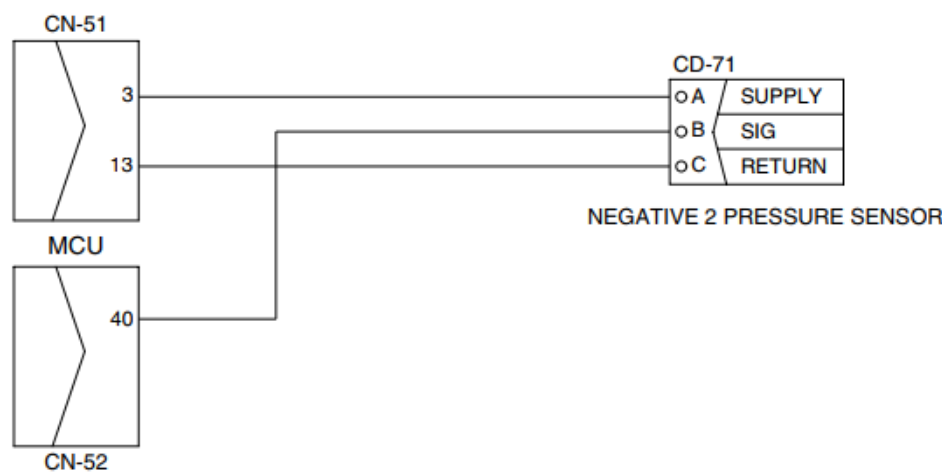 CN-51
3
13
MCU
40
CN-52
CD-71
A SUPPLY
B SIG
C RETURN
NEGATIVE 2 PRESSURE SENSOR